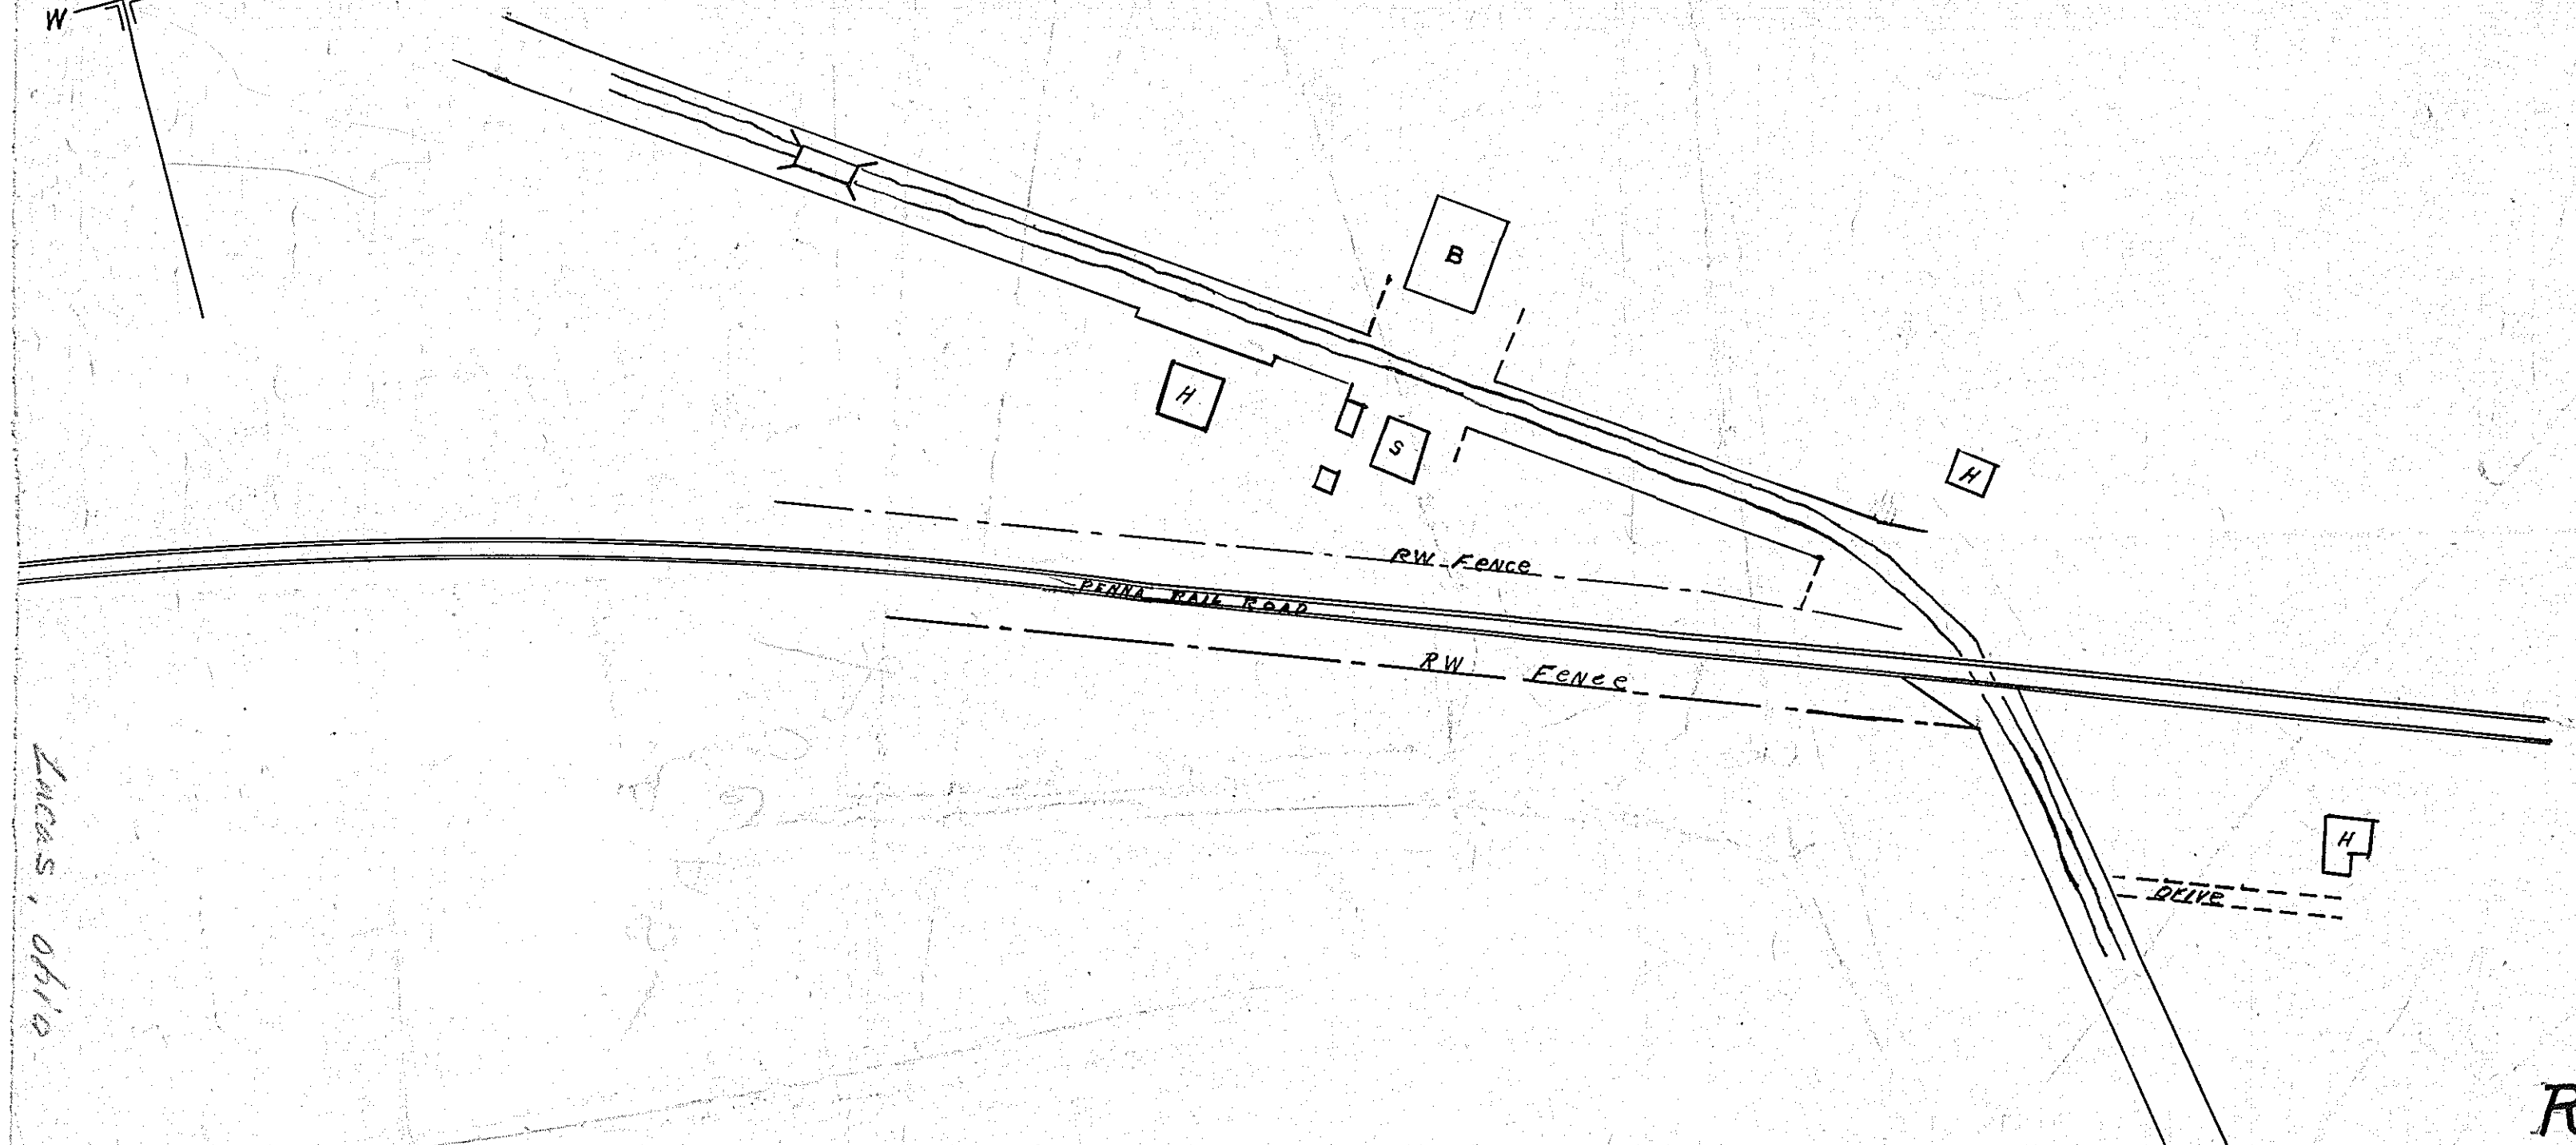 W
B
H
S
H
RW Fence
PENNA. RAIL ROAD
RW Fence
H
Drive
Lucas, Ohio
R